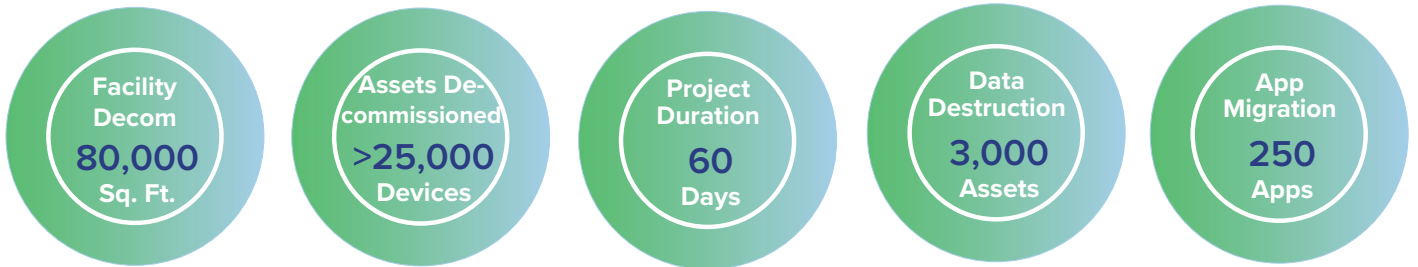 Facility
Decom
80,000
Sq. Ft.
Assets De-
commissioned
>25,000
Devices
Project
Duration
60
Days
Data
Destruction
3,000
Assets
App
Migration
250
Apps